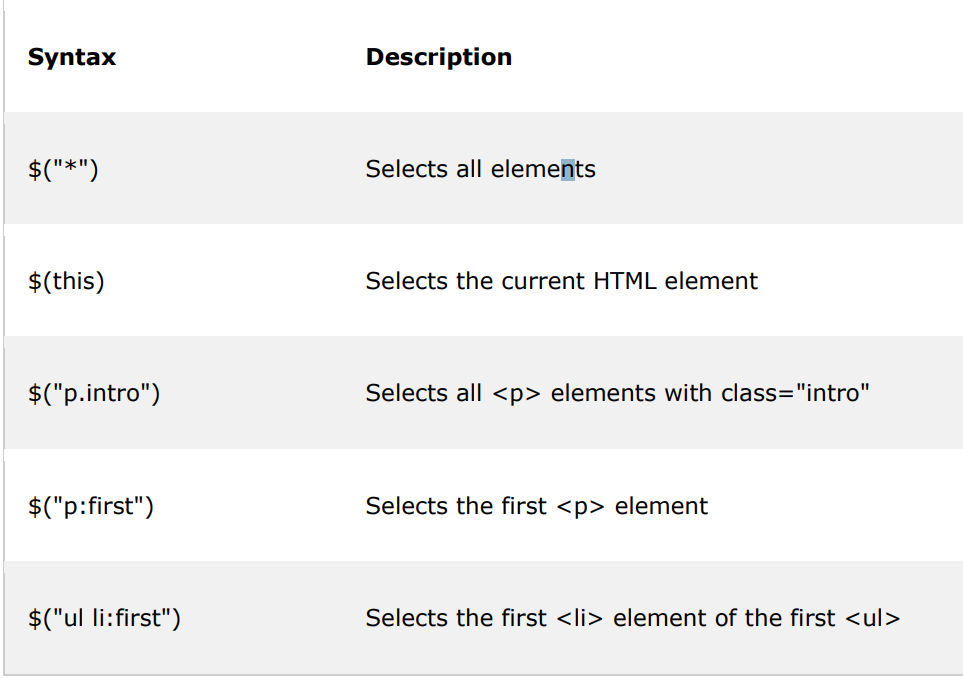 Syntax Description
$("*") Selects all elements
$(this) Selects the current HTML element
$("p.intro") Selects all <p> elements with class="intro"
$("p:first") Selects the first <p> element
$("ul li:first") Selects the first <li> element of the first <ul>